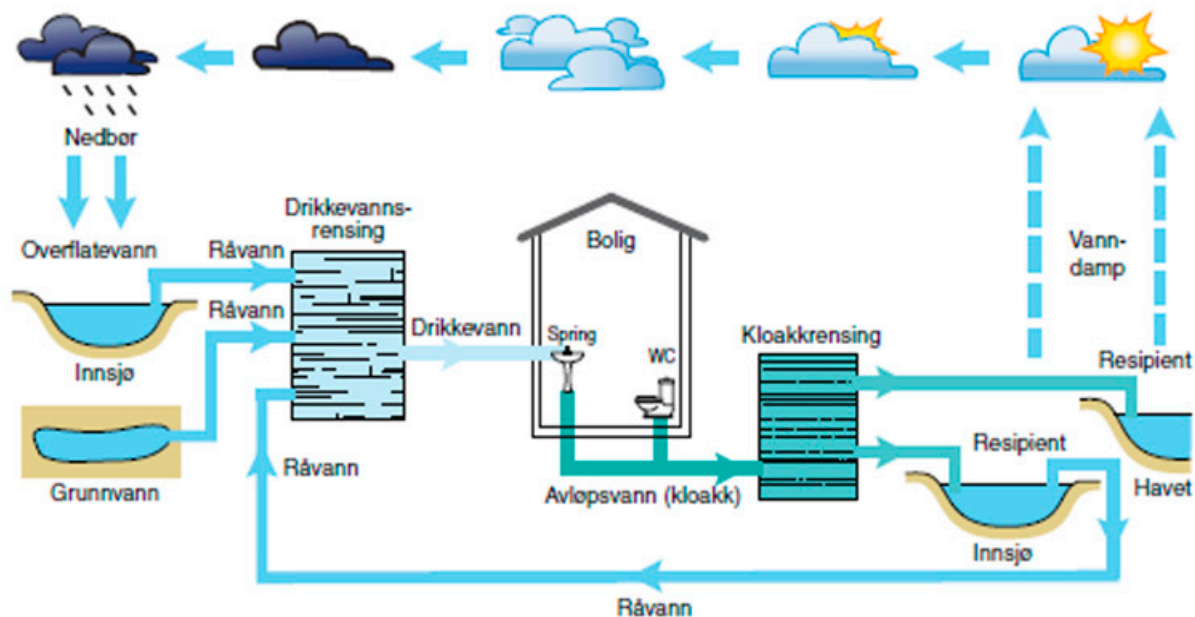 Nedbør
Drikkevanns-
rensing
Bolig
Overflatevann
Råvann
Vann-
damp
Råvann
Drikkevann
Spring
WC
Kloakkrensing
Innsjø
Resipient
Resipient
Råvann
Grunnvann
Avløpsvann (kloakk)
Havet
Innsjø
Råvann